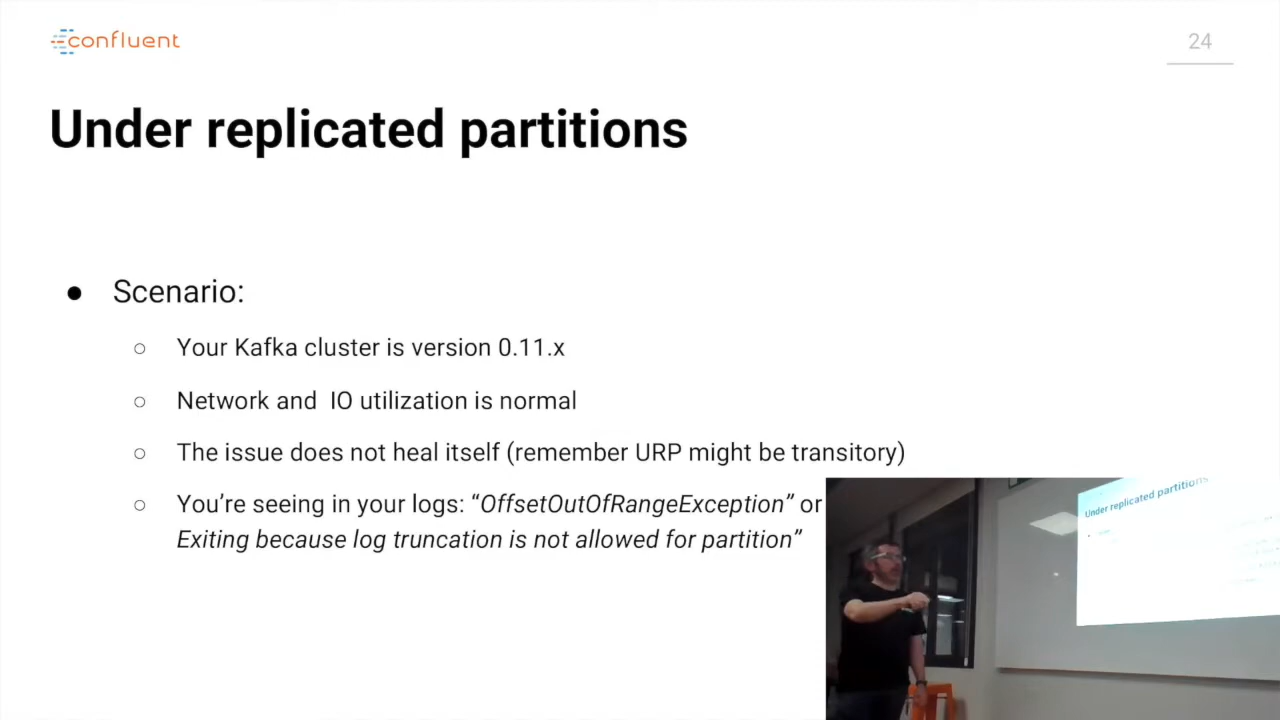 confluent
24
Under replicated partitions
● Scenario:
○ Your Kafka cluster is version 0.11.x
○ Network and IO utilization is normal
○ The issue does not heal itself (remember URP might be transitory)
○ You’re seeing in your logs: “OffsetOutOfRangeException” or
Exiting because log truncation is not allowed for partition”
Under replicated partitions